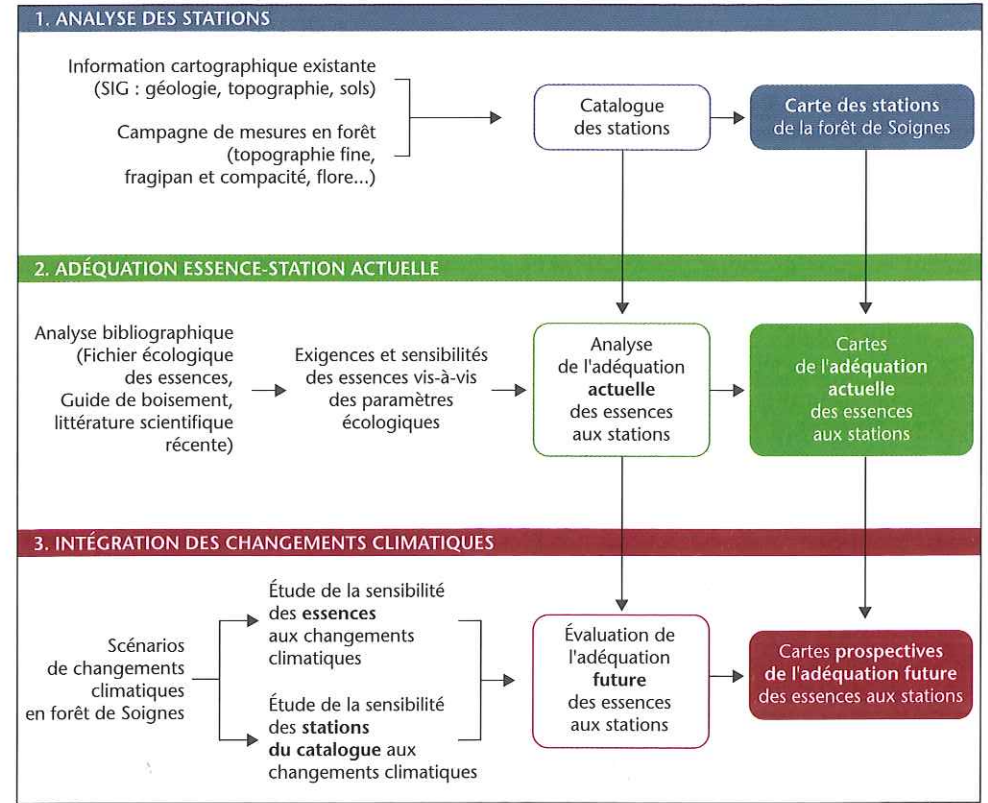 1. ANALYSE DES STATIONS
Information cartographique existante
(SIG : géologie, topographie, sols)
Campagne de mesures en forêt
(topographie fine,
fragipan et compacité, flore...)
Catalogue
des stations
Carte des stations
de la forêt de Soignes
2. ADÉQUATION ESSENCE-STATION ACTUELLE
Analyse bibliographique
(Fichier écologique
des essences,
Guide de boisement,
littérature scientifique
récente)
Exigences et sensibilités
des essences vis-à-vis
des paramètres
écologiques
Analyse
de l'adéquation
actuelle
des essences
aux stations
Cartes
de l'adéquation
actuelle
des essences
aux stations
3. INTÉGRATION DES CHANGEMENTS CLIMATIQUES
Scénarios
de changements
climatiques
en forêt de Soignes
Étude de la sensibilité
des essences
aux changements
climatiques
Étude de la sensibilité
des stations
du catalogue aux
changements climatiques
Évaluation de
l'adéquation
future
des essences
aux stations
Cartes prospectives
de l'adéquation future
des essences aux stations